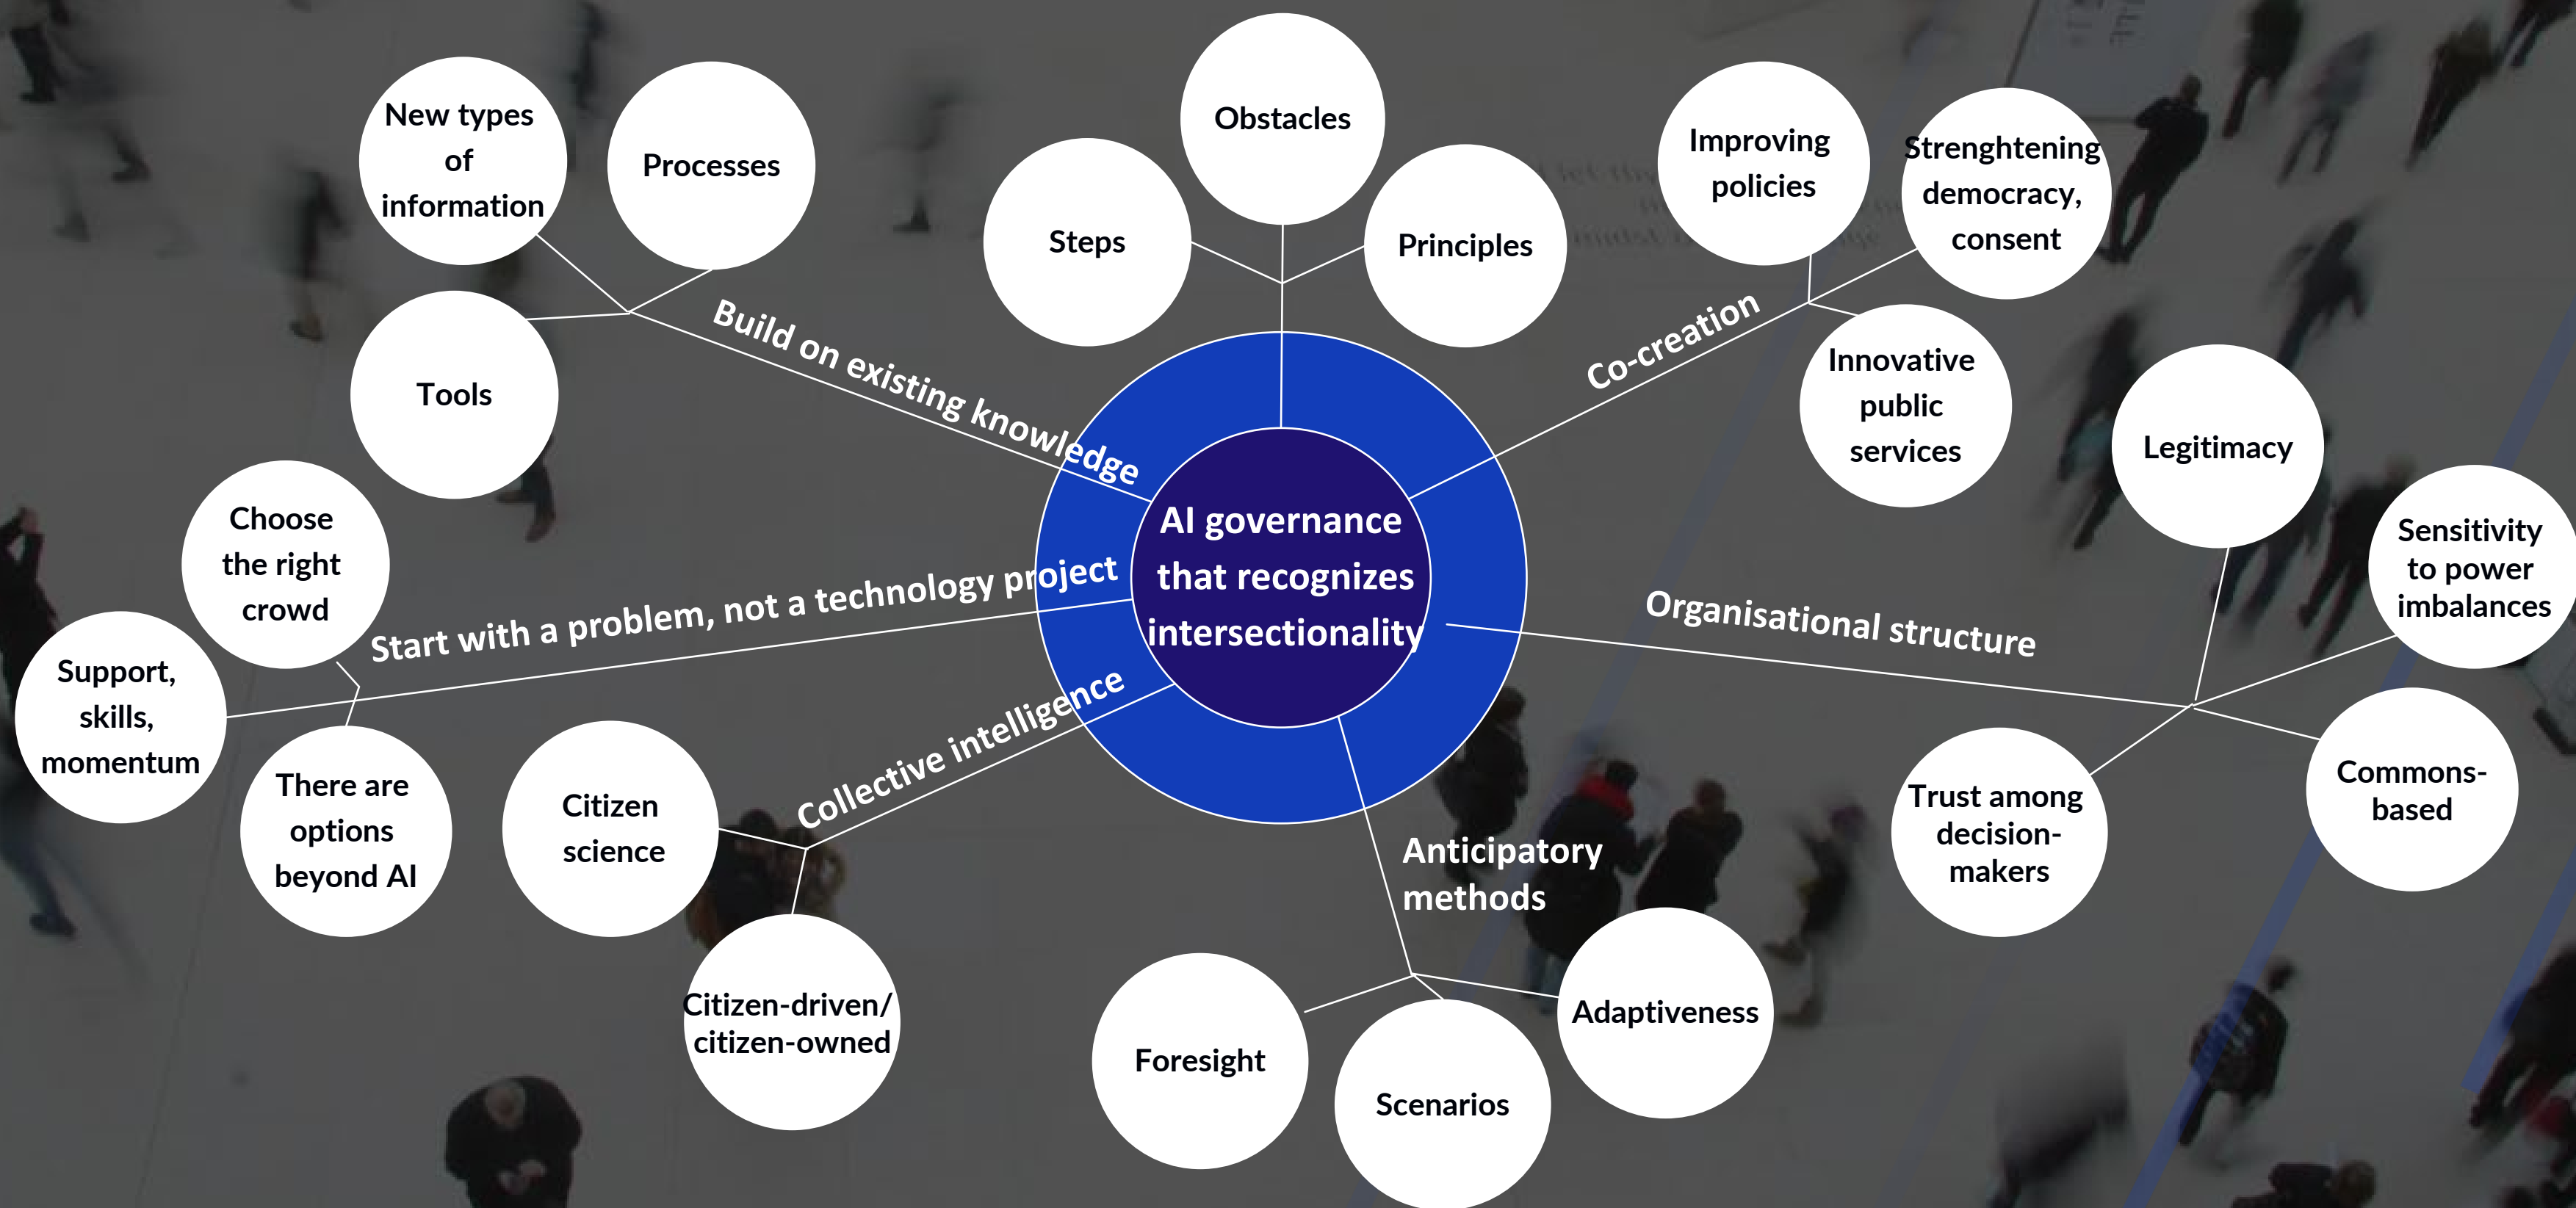 New types
of
information
Processes
Tools
Build on existing knowledge
Steps
Obstacles
Principles
Improving
policies
Strenghtening
democracy,
consent
Innovative
public
services
Co-creation
AI governance
that recognizes
intersectionality
Choose
the right
crowd
Support,
skills,
momentum
There are
options
beyond AI
Start with a problem, not a technology project
Collective intelligence
Citizen
science
Citizen-driven/
citizen-owned
Anticipatory
methods
Foresight
Scenarios
Adaptiveness
Organisational structure
Legitimacy
Sensitivity
to power
imbalances
Commons-
based
Trust among
decision-
makers